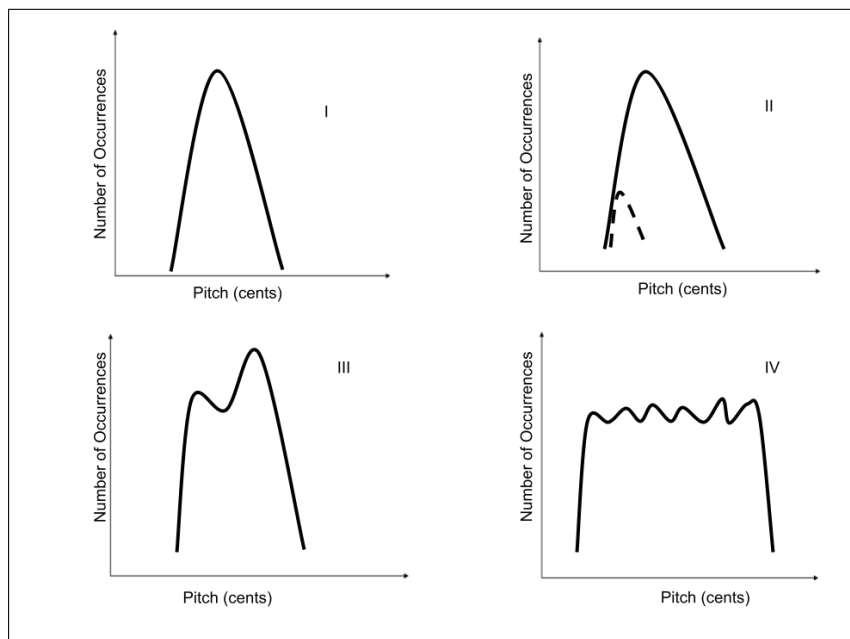 Number of Occurrences
I
Pitch (cents)
Number of Occurrences
II
Pitch (cents)
Number of Occurrences
III
Pitch (cents)
Number of Occurrences
IV
Pitch (cents)